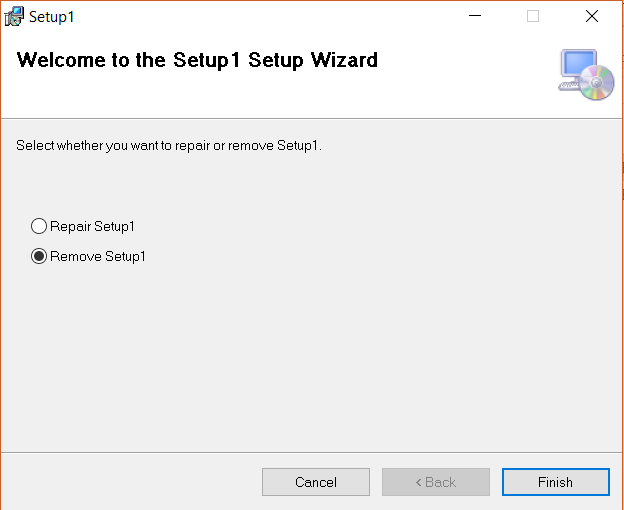 Setup1
Welcome to the Setup1 Setup Wizard
Select whether you want to repair or remove Setup1.
Repair Setup1
Remove Setup1
Cancel
< Back
Finish